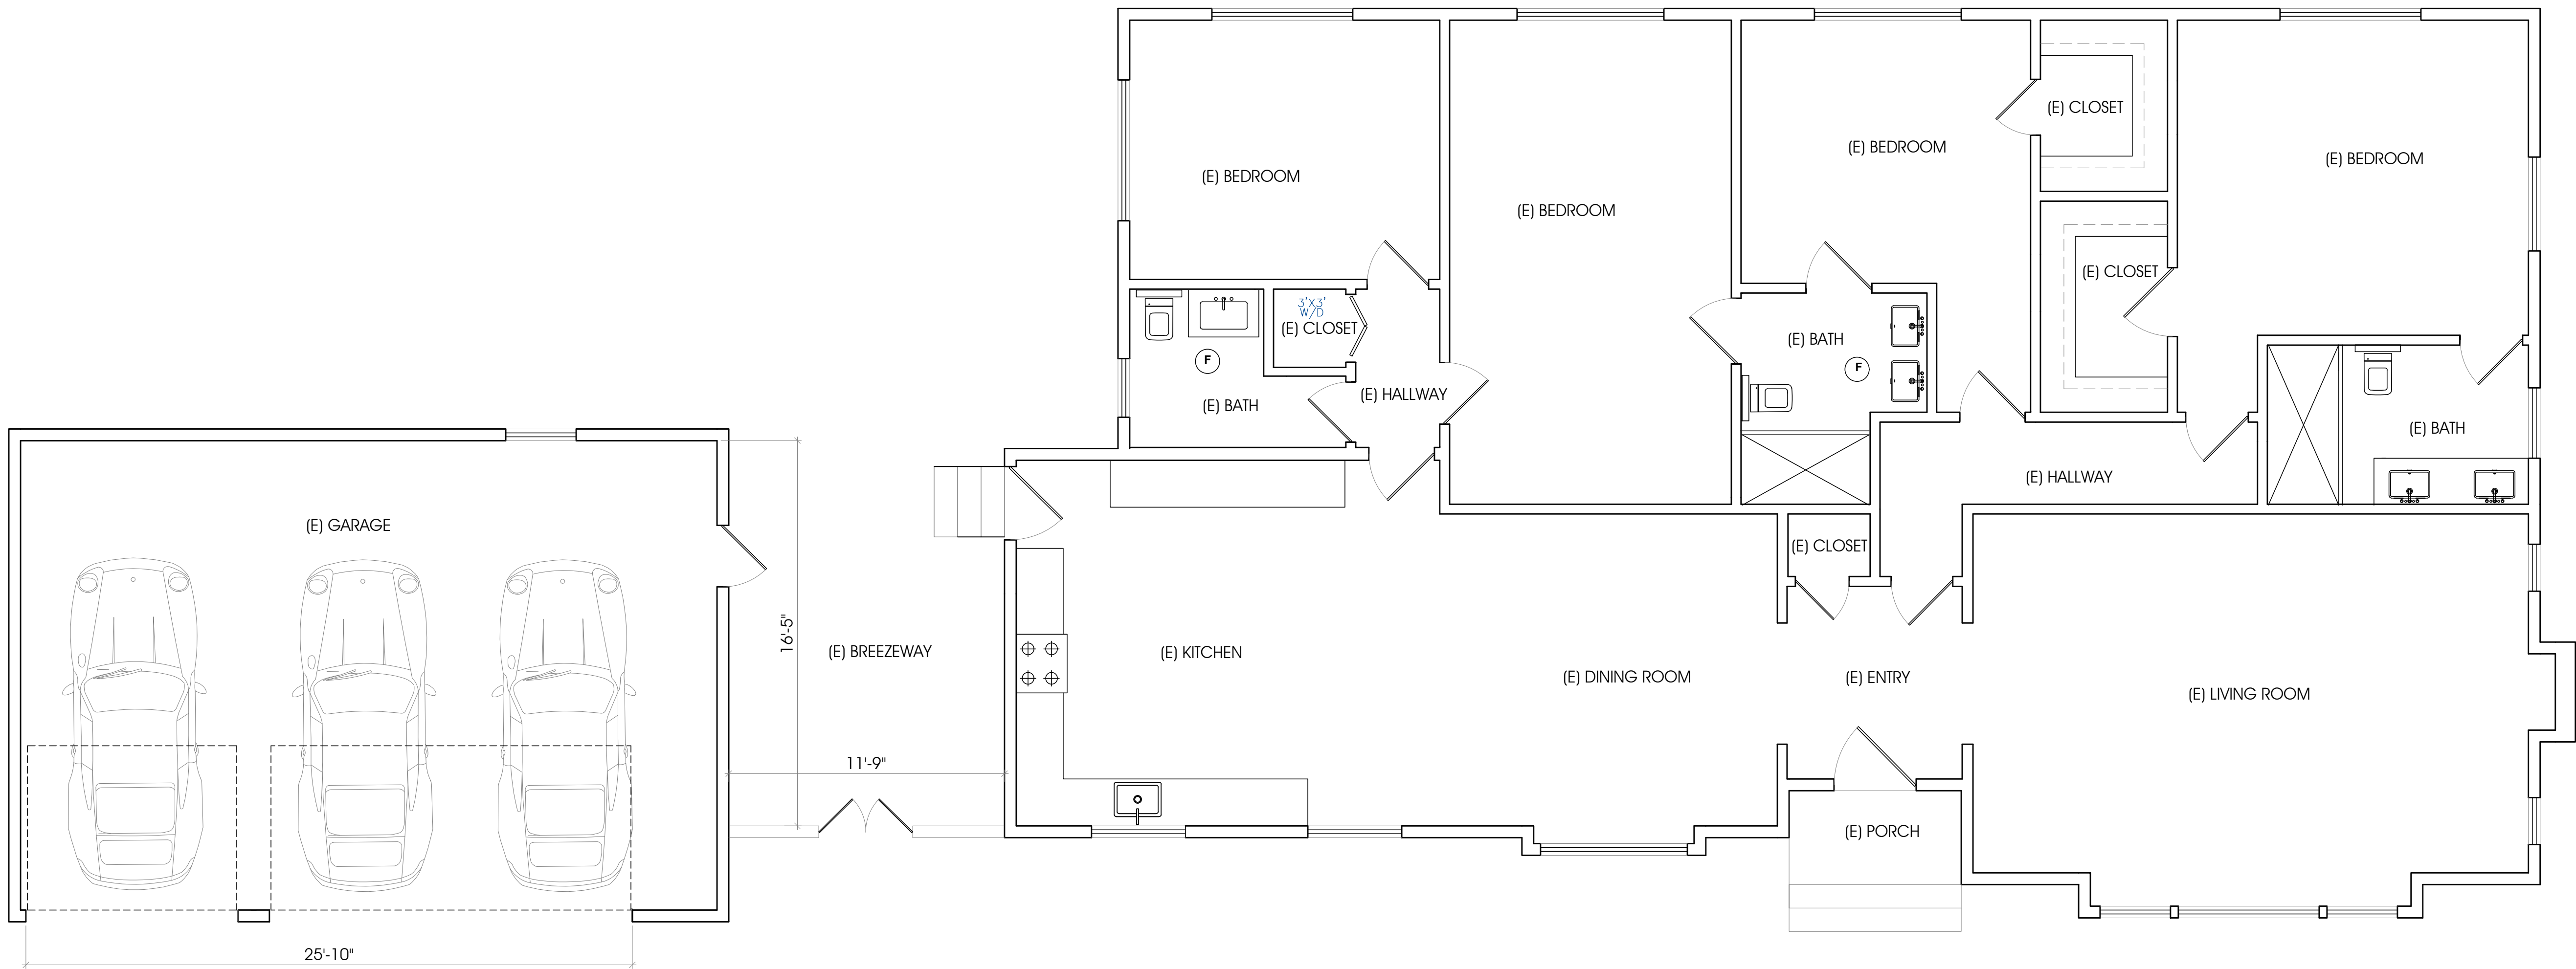 (E) CLOSET
(E) BEDROOM
(E) BEDROOM
(E) BEDROOM
(E) BEDROOM
(E) CLOSET
3'X3'
W/D
(E) CLOSET
(E) BATH
F
F
(E) HALLWAY
(E) BATH
(E) BATH
(E) HALLWAY
(E) GARAGE
(E) CLOSET
16'-5"
(E) BREEZEWAY
(E) KITCHEN
(E) DINING ROOM
(E) ENTRY
(E) LIVING ROOM
11'-9"
(E) PORCH
25'-10"